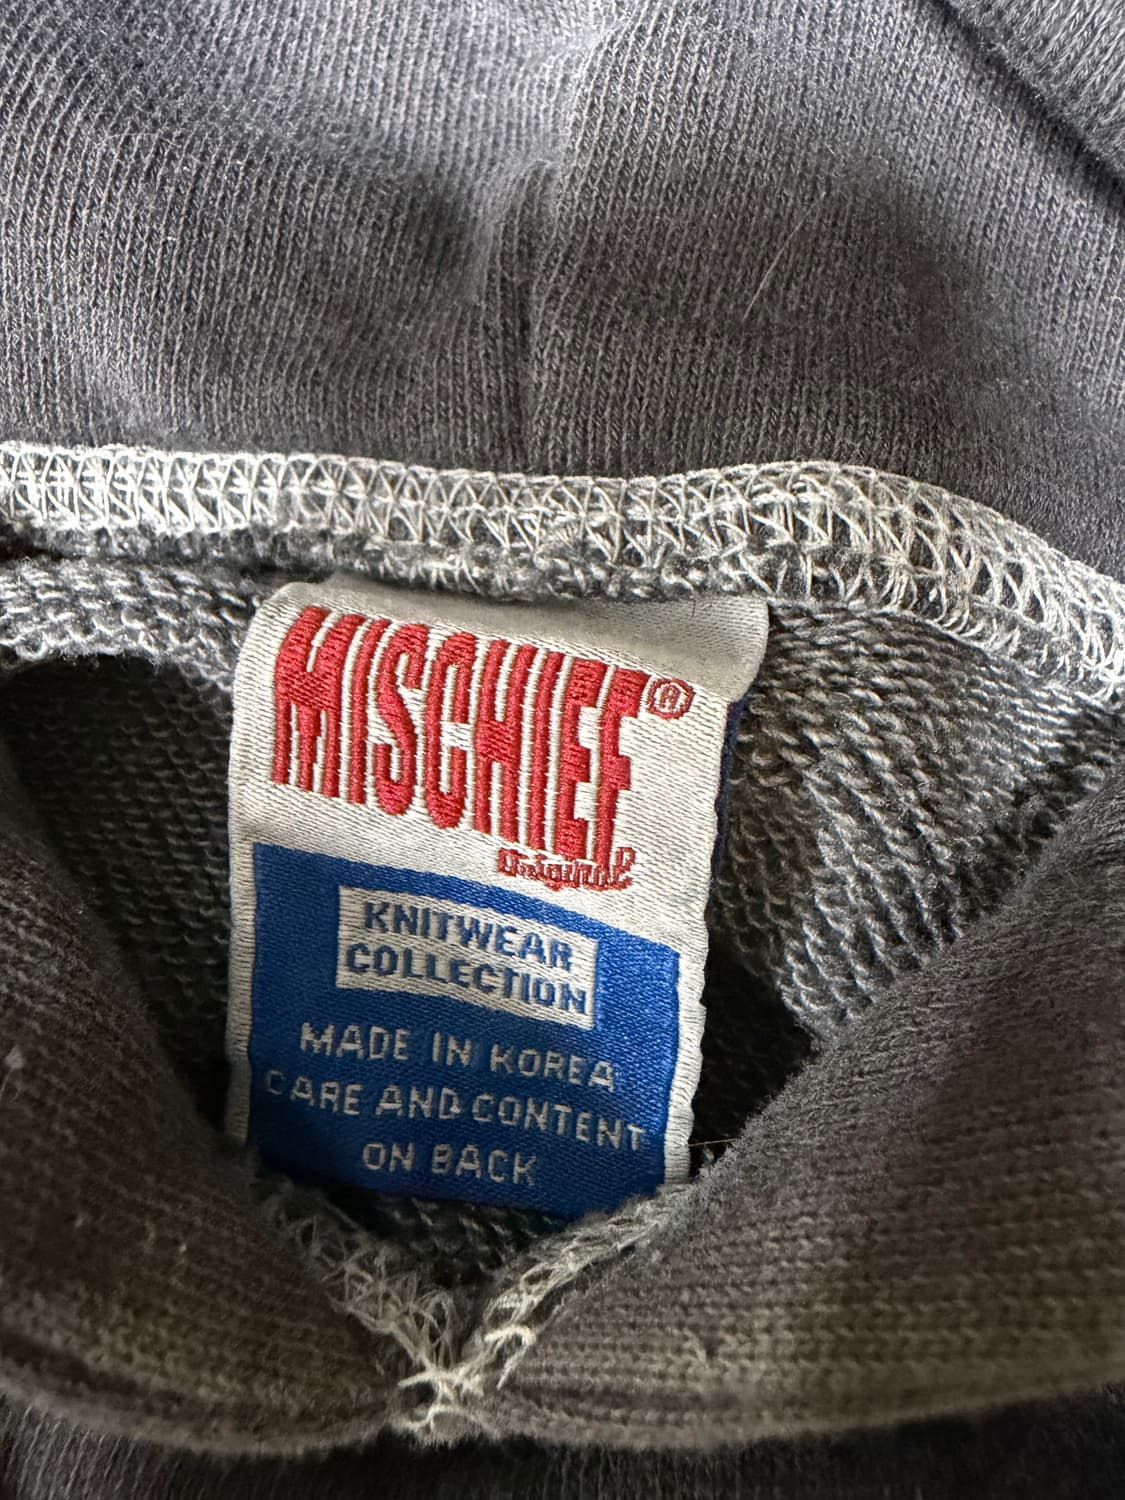 MISCHIEF®
Original
KNITWEAR
COLLECTION
MADE IN KOREA
CARE AND CONTENT
ON BACK